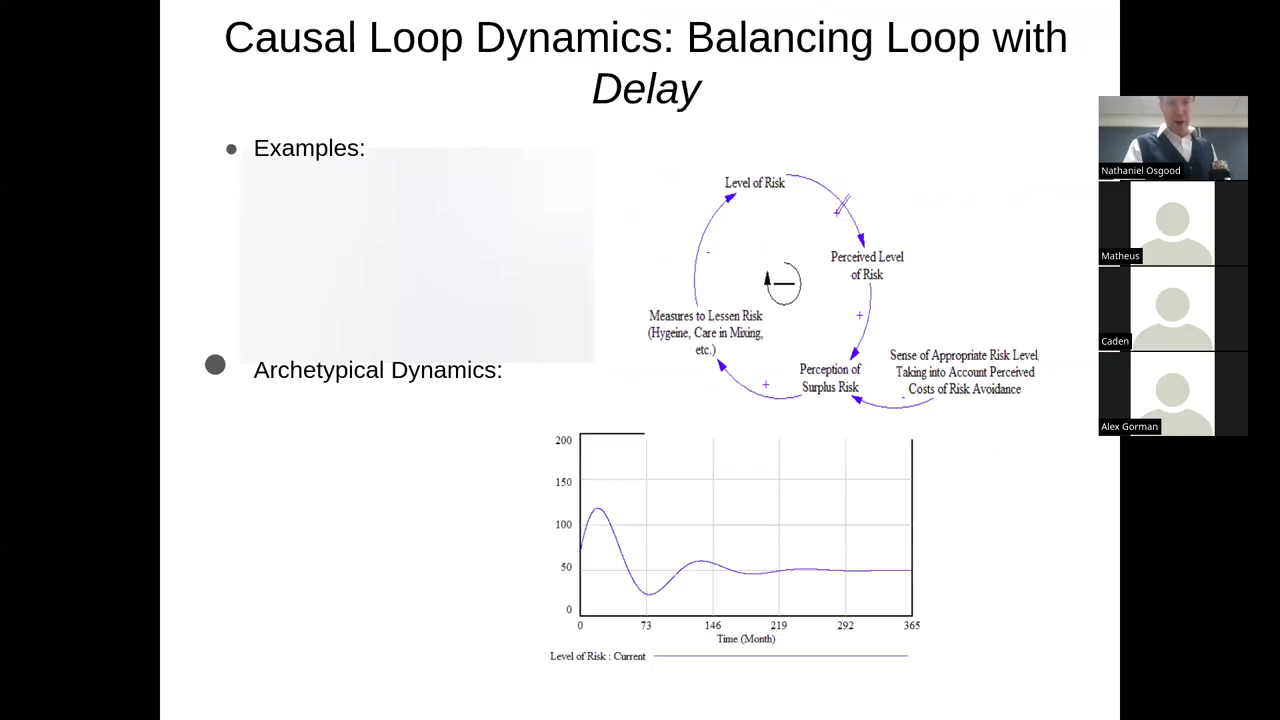 Causal Loop Dynamics: Balancing Loop with
Delay
Examples:
Level of Risk
+
Perceived Level
of Risk
-
+
Measures to Lessen Risk
(Hygeine, Care in Mixing,
etc.)
Perception of
Surplus Risk
+
Sense of Appropriate Risk Level
Taking into Account Perceived
Costs of Risk Avoidance
-
Archetypical Dynamics:
200
150
100
50
0
0 73 146 219 292 365
Time (Month)
Level of Risk : Current
Nathaniel Osgood
Matheus
Caden
Alex Gorman